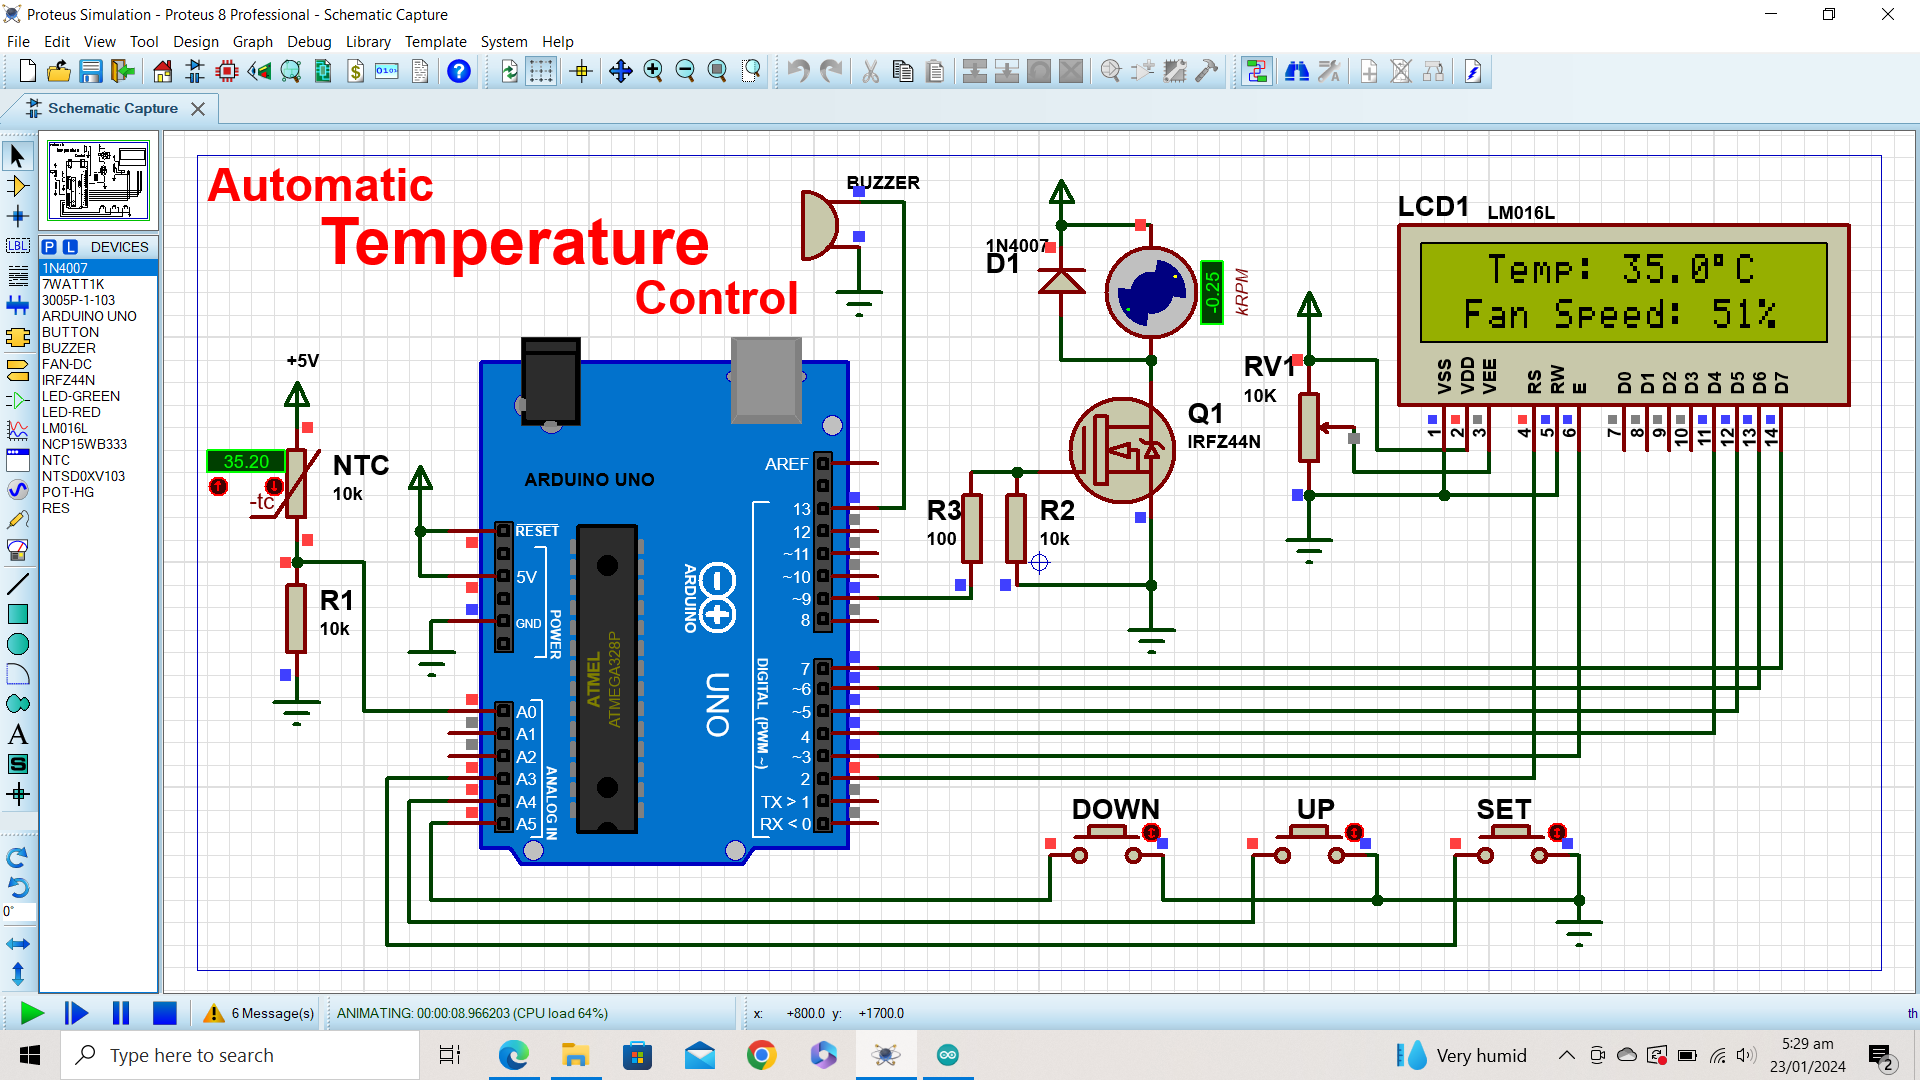 Proteus Simulation - Proteus 8 Professional - Schematic Capture
File Edit View Tool Design Graph Debug Library Template System Help
Schematic Capture
P L DEVICES
1N4007
7WATT1K
3005P-1-103
ARDUINO UNO
BUTTON
BUZZER
FAN-DC
IRFZ44N
LED-GREEN
LED-RED
LM016L
NCP15WB333
NTC
NTSD0XV103
POT-HG
RES
LBL
0°
Automatic
Temperature
Control
BUZZER
1N4007
D1
-0.25
kRPM
LCD1 LM016L
Temp: 35.0°C
Fan Speed: 51%
VSS VDD VEE RS RW E D0 D1 D2 D3 D4 D5 D6 D7
1 2 3 4 5 6 7 8 9 10 11 12 13 14
RV1
10K
Q1
IRFZ44N
R3
100
R2
10k
+5V
35.20
-tc
NTC
10k
R1
10k
ARDUINO UNO
RESET
5V
GND
POWER
A0
A1
A2
A3
A4
A5
ANALOG IN
ATMEL
ATMEGA328P
ARDUINO
UNO
AREF
13
12
~11
~10
~9
8
7
~6
~5
4
~3
2
TX > 1
RX < 0
DIGITAL (PWM ~)
DOWN UP SET
6 Message(s) ANIMATING: 00:00:08.966203 (CPU load 64%) x: +800.0 y: +1700.0 th
Type here to search
Very humid
5:29 am
23/01/2024
2